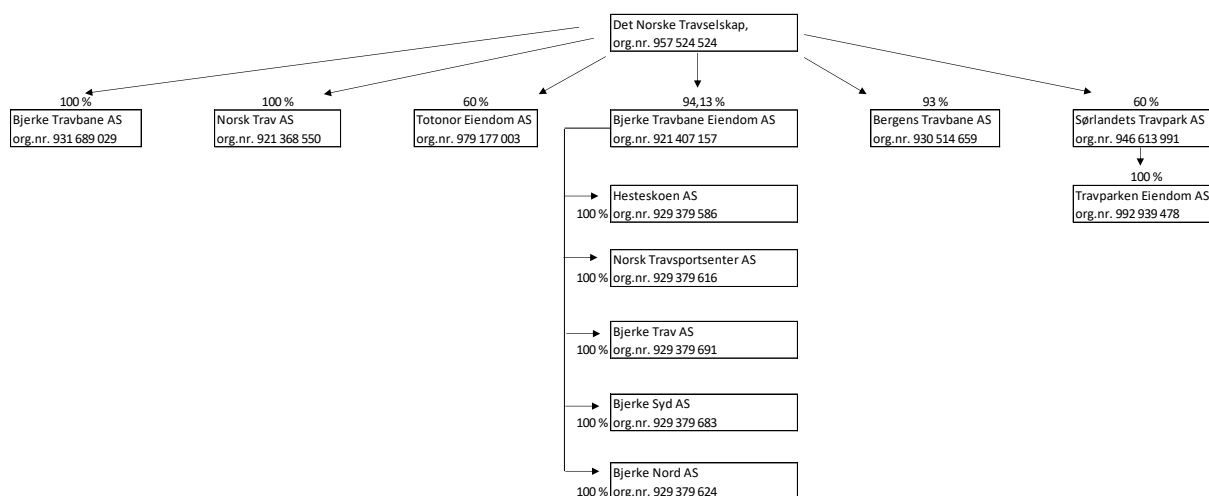 Det Norske Travselskap,
org.nr. 957 524 524
100 %
Bjerke Travbane AS
org.nr. 931 689 029
100 %
Norsk Trav AS
org.nr. 921 368 550
60 %
Totonor Eiendom AS
org.nr. 979 177 003
94,13 %
Bjerke Travbane Eiendom AS
org.nr. 921 407 157
93 %
Bergens Travbane AS
org.nr. 930 514 659
60 %
Sørlandets Travpark AS
org.nr. 946 613 991
100 %
Travparken Eiendom AS
org.nr. 992 939 478
Hesteskoen AS
100 % org.nr. 929 379 586
Norsk Travsportsenter AS
100 % org.nr. 929 379 616
Bjerke Trav AS
100 % org.nr. 929 379 691
Bjerke Syd AS
100 % org.nr. 929 379 683
Bjerke Nord AS
100 % org.nr. 929 379 624